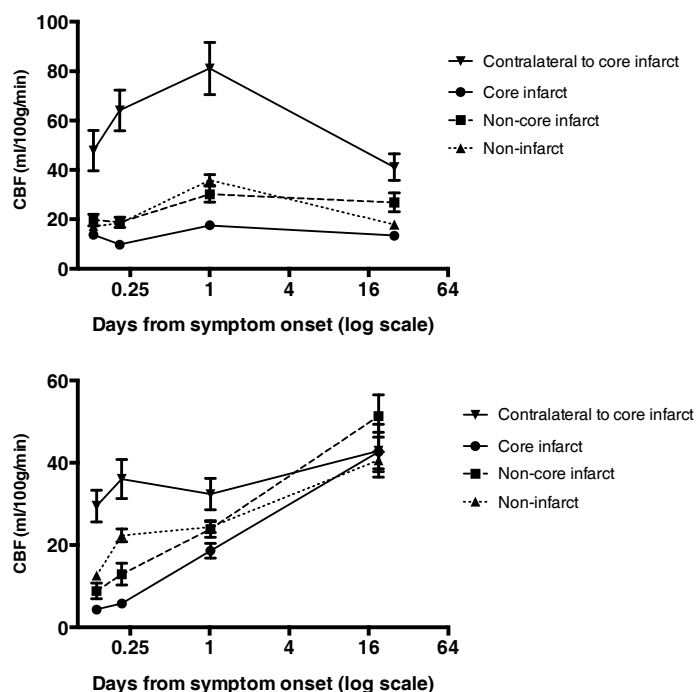 100
80
60
40
20
0
CBF (ml/100g/min)
0.25 1 4 16 64
Days from symptom onset (log scale)
Contralateral to core infarct
Core infarct
Non-core infarct
Non-infarct
60
40
20
0
CBF (ml/100g/min)
0.25 1 4 16 64
Days from symptom onset (log scale)
Contralateral to core infarct
Core infarct
Non-core infarct
Non-infarct